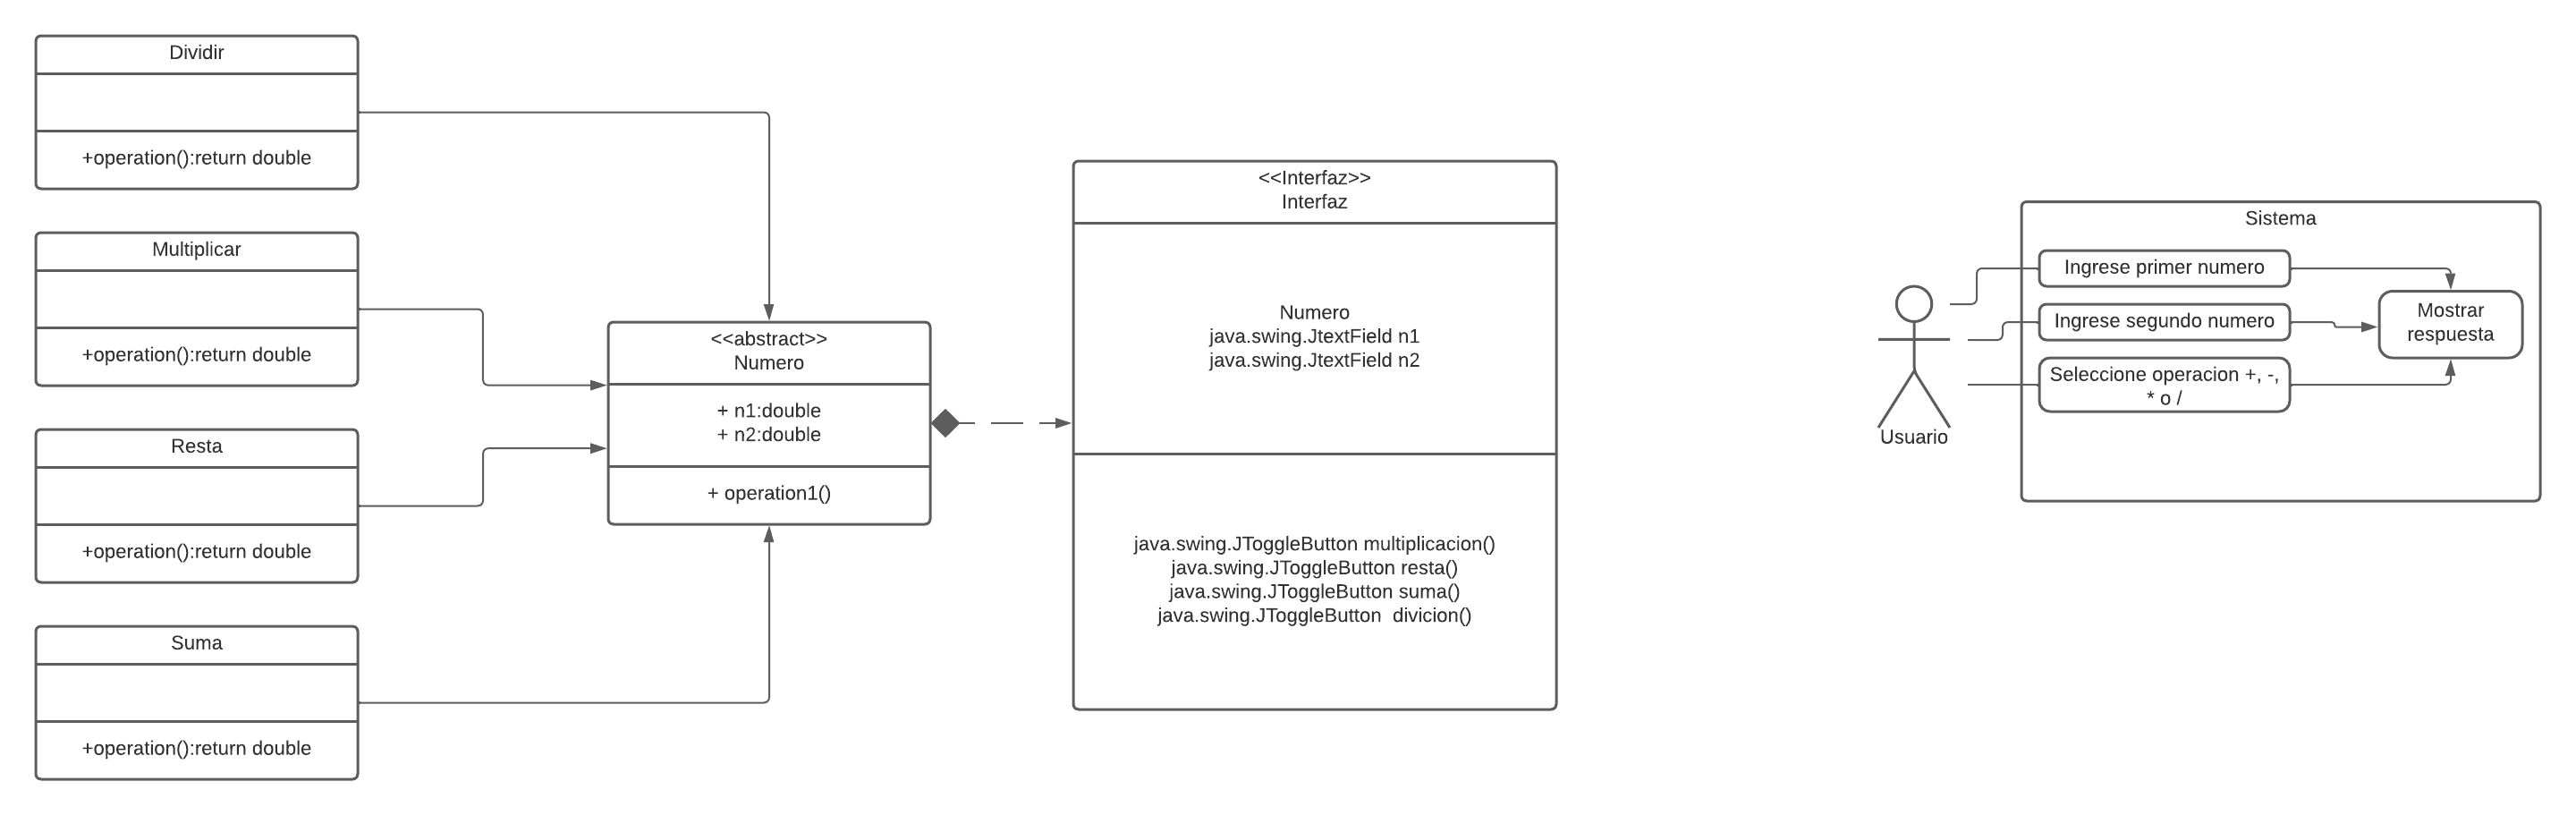 Dividir
+operation():return double
Multiplicar
+operation():return double
Resta
+operation():return double
Suma
+operation():return double
<<abstract>>
Numero
+ n1:double
+ n2:double
+ operation1()
<<Interfaz>>
Interfaz
Numero
java.swing.JtextField n1
java.swing.JtextField n2
java.swing.JToggleButton multiplicacion()
java.swing.JToggleButton resta()
java.swing.JToggleButton suma()
java.swing.JToggleButton  divicion()
Usuario
Sistema
Ingrese primer numero
Ingrese segundo numero
Seleccione operacion +, -,
* o /
Mostrar
respuesta